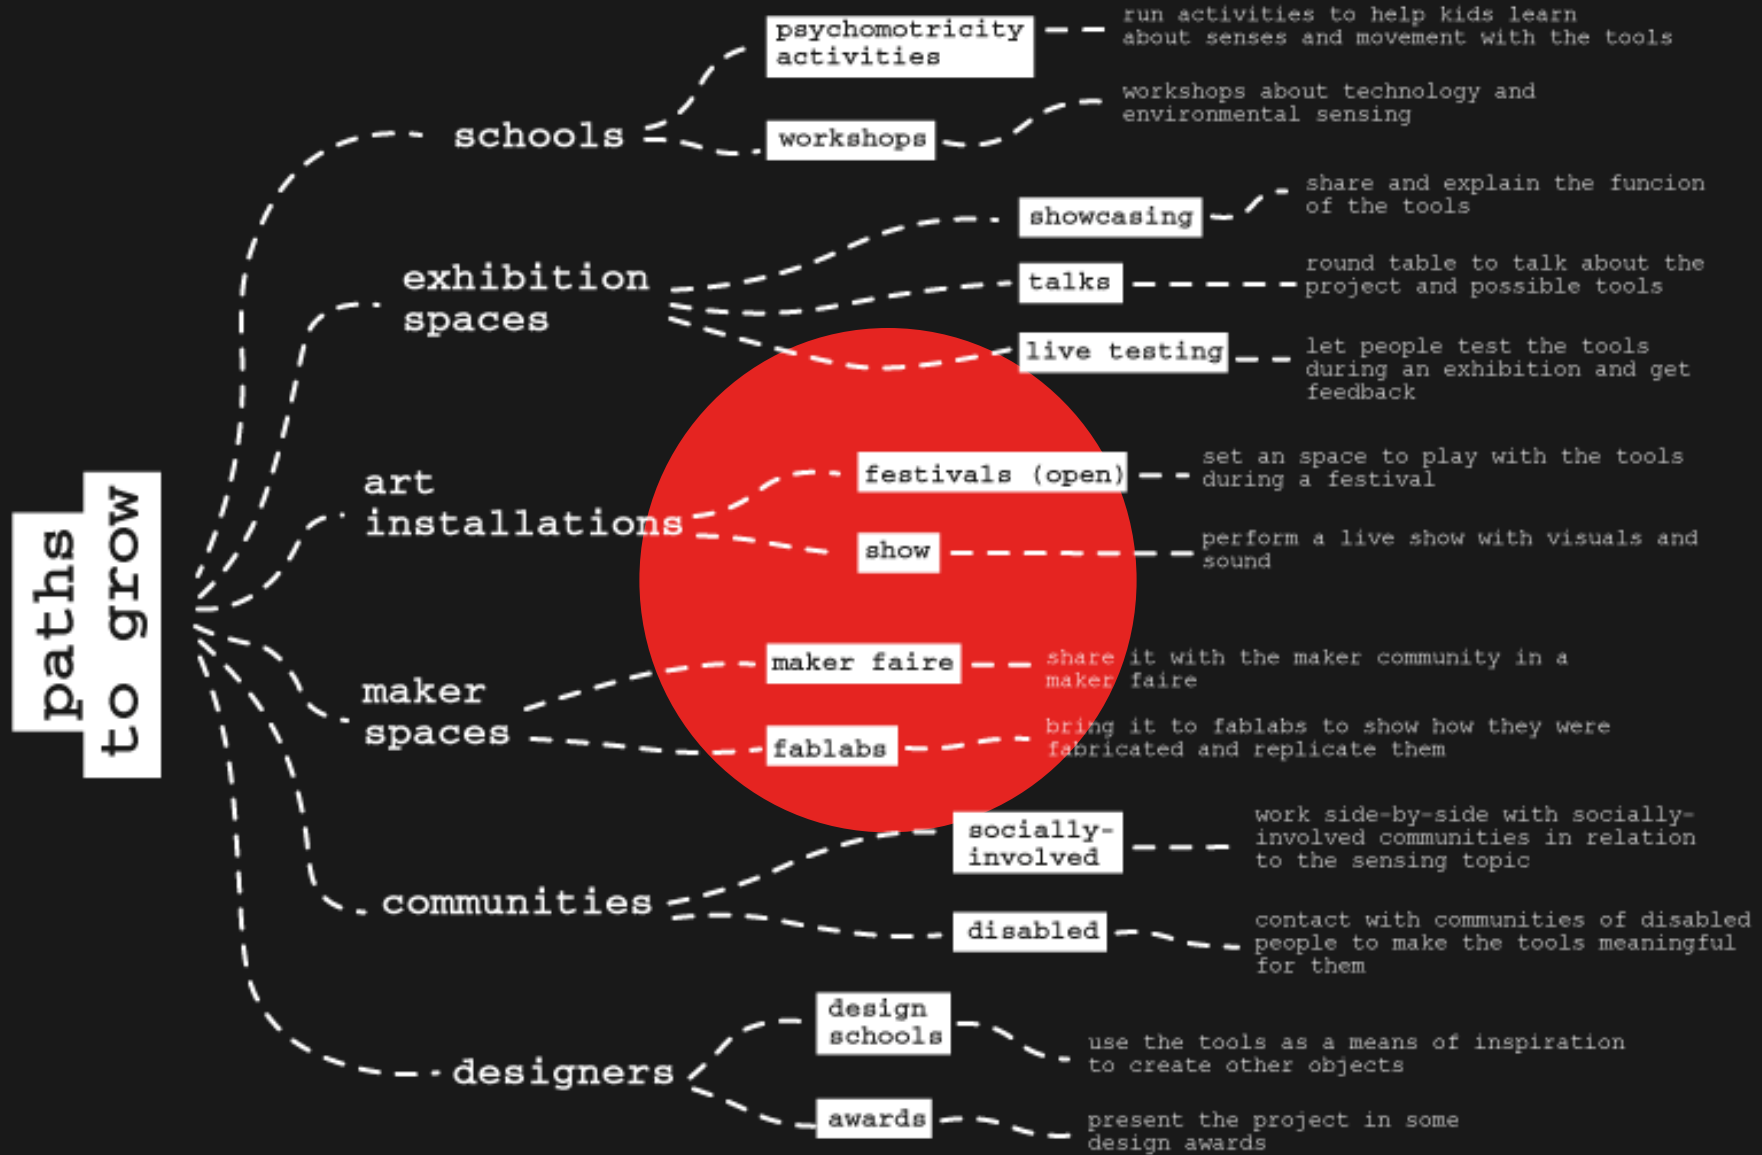 paths
to grow
schools
psychomotricity
activities
run activities to help kids learn
about senses and movement with the tools
workshops
workshops about technology and
environmental sensing
exhibition
spaces
showcasing
share and explain the funcion
of the tools
talks
round table to talk about the
project and possible tools
live testing
let people test the tools
during an exhibition and get
feedback
art
installations
festivals (open)
set an space to play with the tools
during a festival
show
perform a live show with visuals and
sound
maker
spaces
maker faire
share it with the maker community in a
maker faire
fablabs
bring it to fablabs to show how they were
fabricated and replicate them
communities
socially-
involved
work side-by-side with socially-
involved communities in relation
to the sensing topic
disabled
contact with communities of disabled
people to make the tools meaningful
for them
designers
design
schools
use the tools as a means of inspiration
to create other objects
awards
present the project in some
design awards